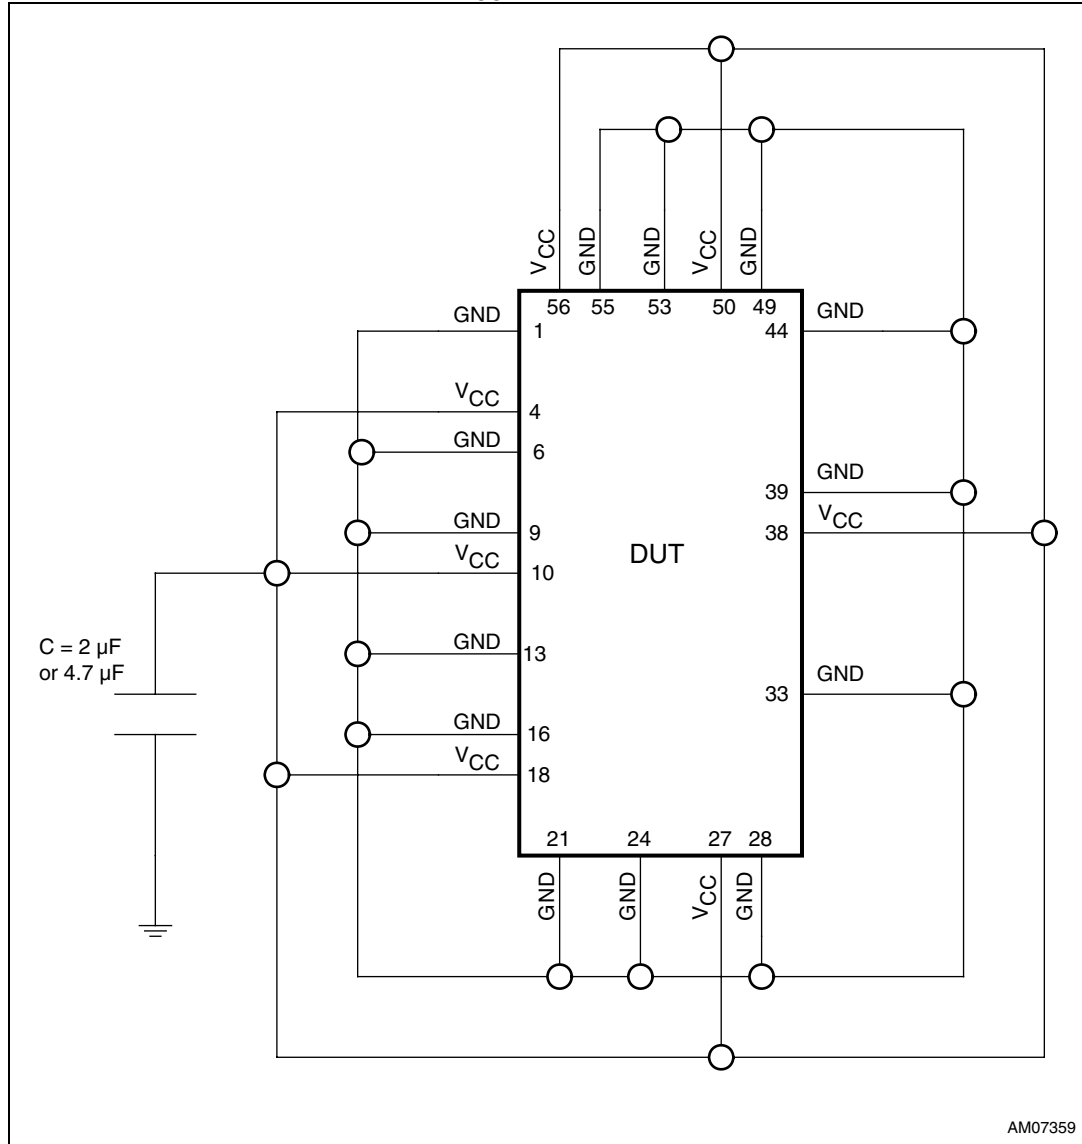 VCC
GND
GND
VCC
GND
56
55
53
50
49
GND
1
44
GND
VCC
4
GND
6
39
GND
GND
9
38
VCC
VCC
10
DUT
C = 2 µF
or 4.7 µF
GND
13
33
GND
GND
16
VCC
18
21
24
27
28
GND
GND
VCC
GND
AM07359